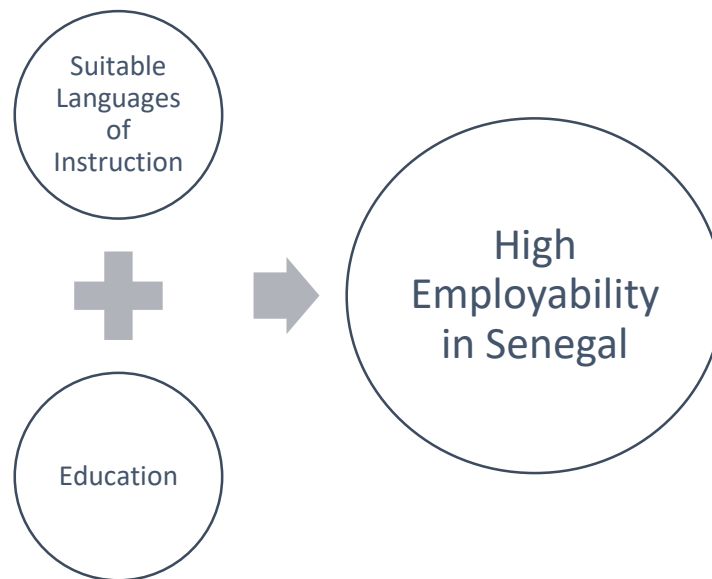 Suitable
Languages
of
Instruction
Education
High
Employability
in Senegal